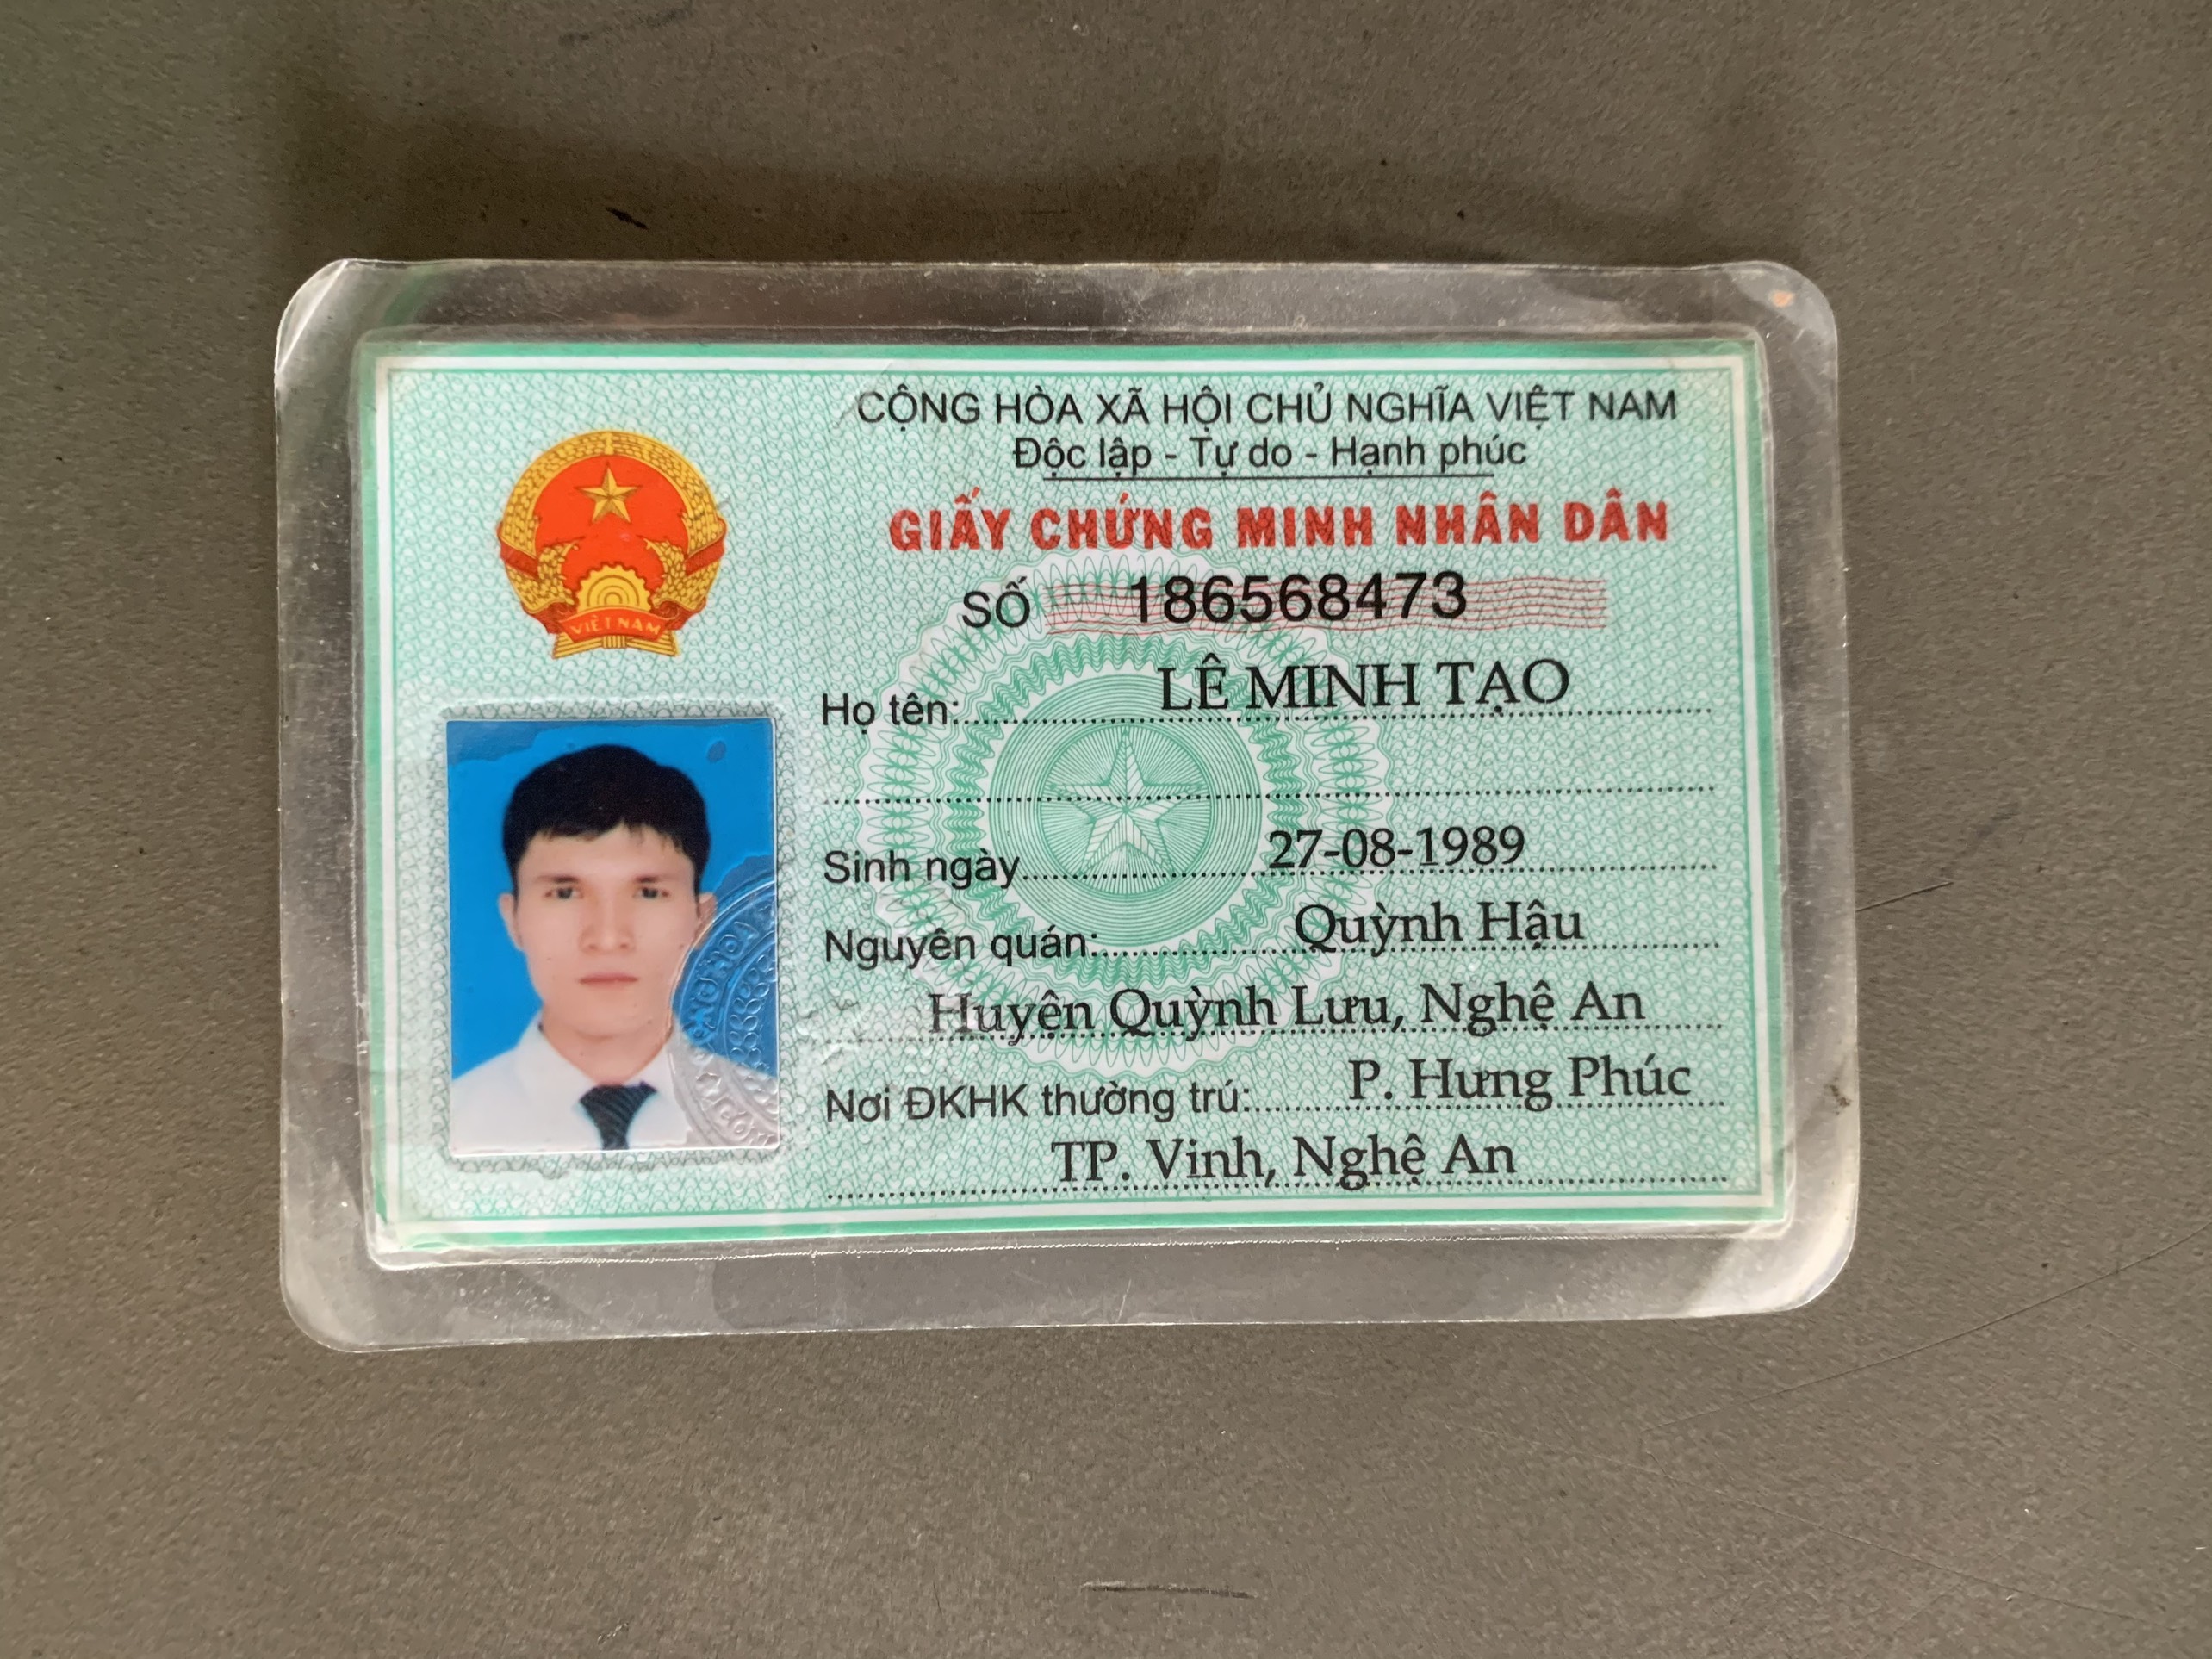 CỘNG HÒA XÃ HỘI CHỦ NGHĨA VIỆT NAM
Độc lập - Tự do - Hạnh phúc
GIẤY CHỨNG MINH NHÂN DÂN
SỐ 186568473
Họ tên: LÊ MINH TẠO
Sinh ngày 27-08-1989
Nguyên quán: Quỳnh Hậu
Huyện Quỳnh Lưu, Nghệ An
Nơi ĐKHK thường trú: P. Hưng Phúc
TP. Vinh, Nghệ An
VIỆT NAM